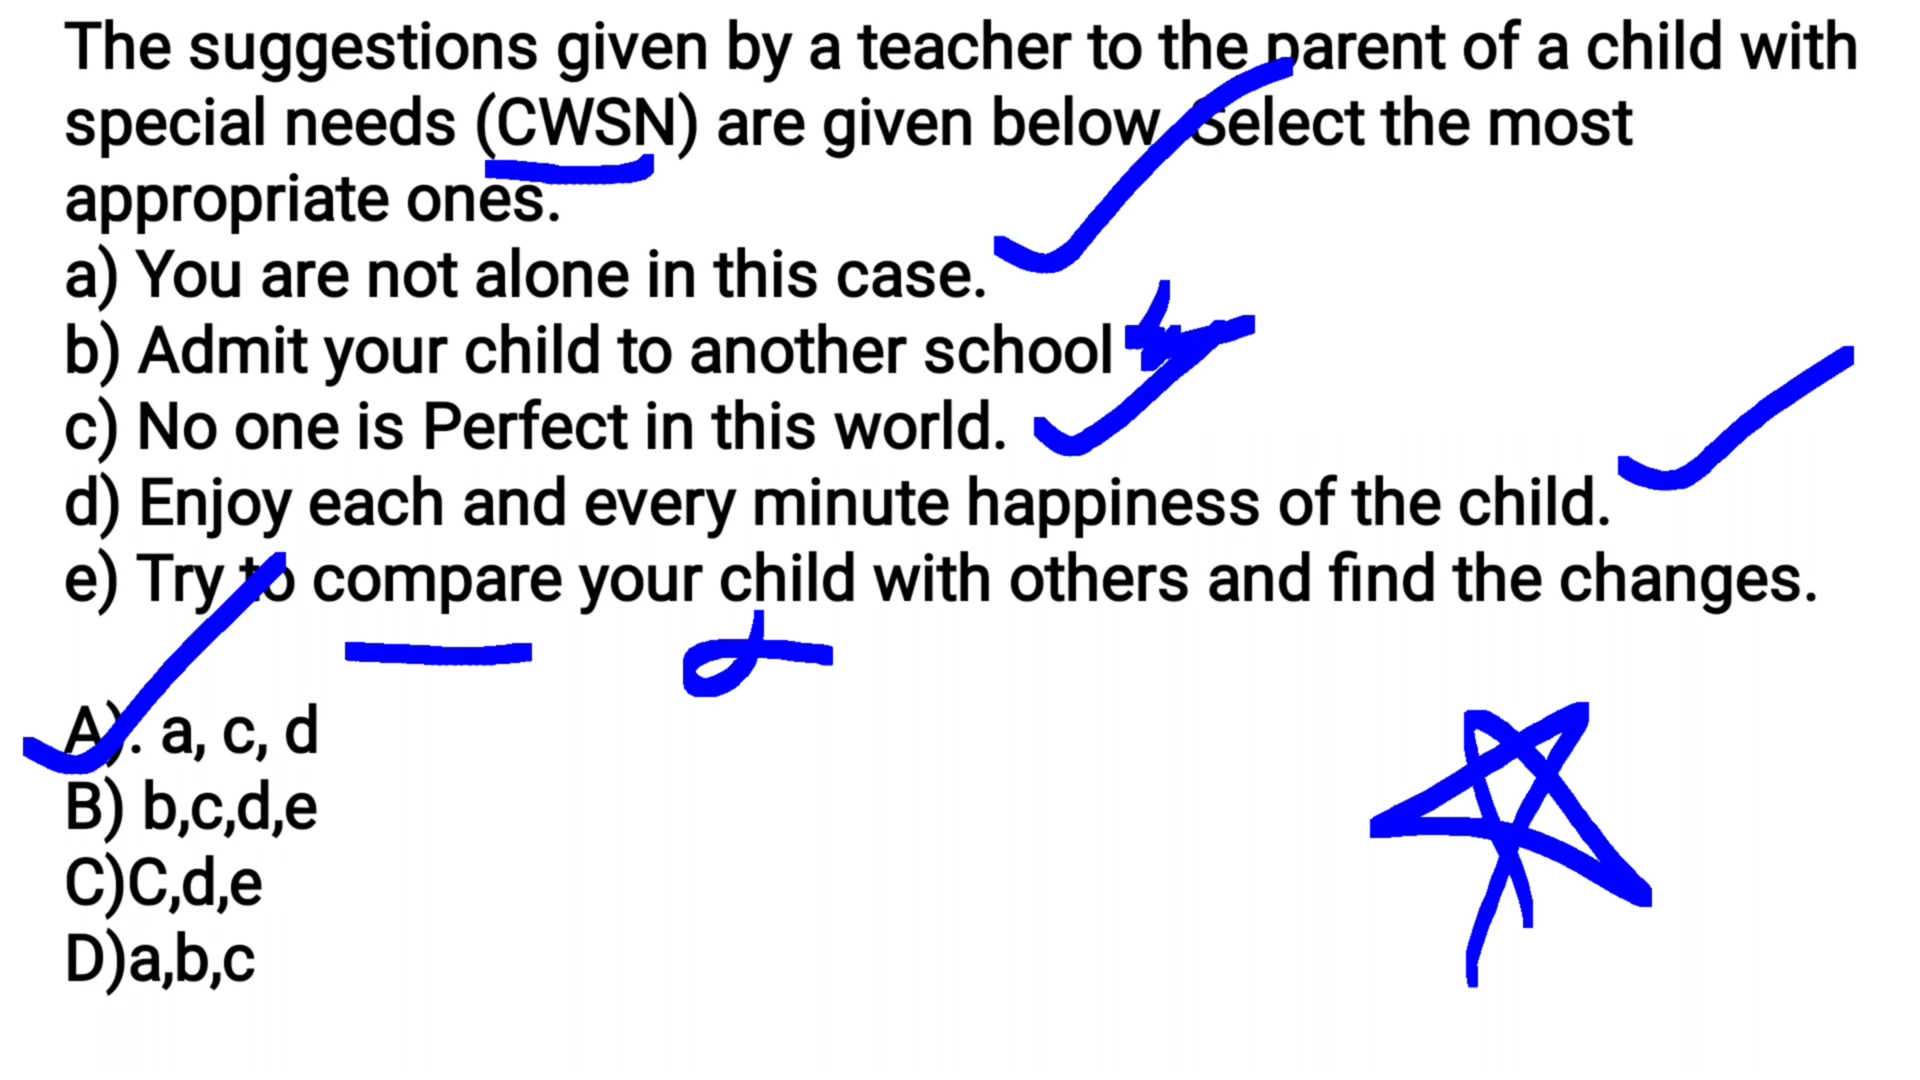 The suggestions given by a teacher to the parent of a child with
special needs (CWSN) are given below. Select the most
appropriate ones.
a) You are not alone in this case.
b) Admit your child to another school
c) No one is Perfect in this world.
d) Enjoy each and every minute happiness of the child.
e) Try to compare your child with others and find the changes.
A). a, c, d
B) b,c,d,e
C)C,d,e
D)a,b,c